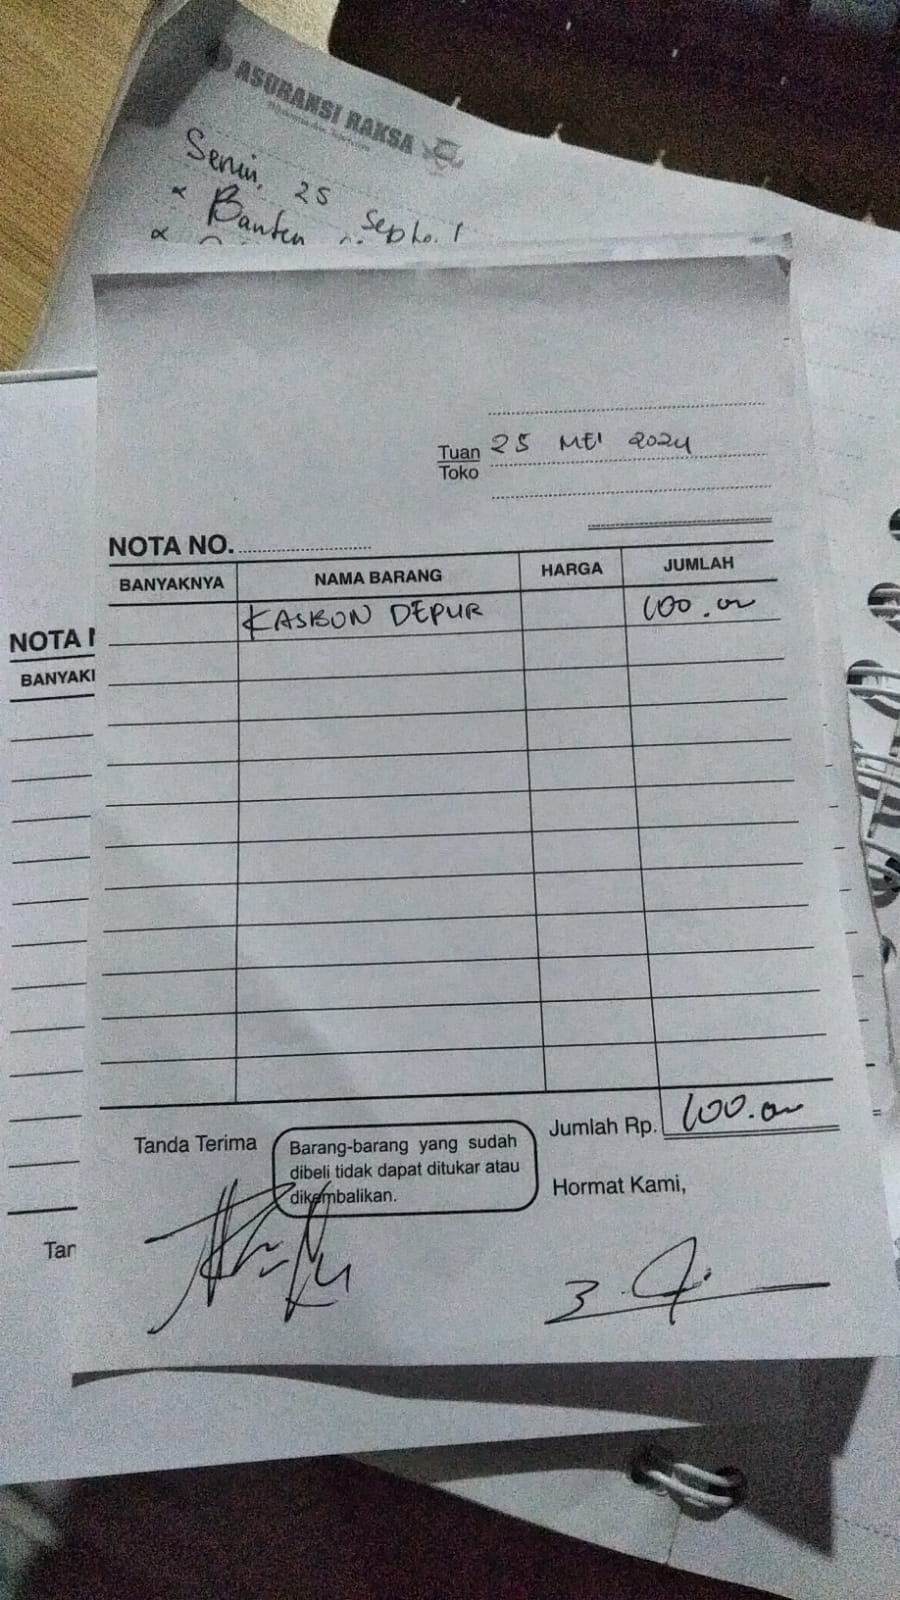 ASURANSI RAKSA
Senin, 25 Sept
Banten
Tuan 25 MEI 2024
Toko
NOTA NO.
BANYAKNYA NAMA BARANG HARGA JUMLAH
KASBON DEPUR 100.000
Jumlah Rp. 100.000
Tanda Terima
Barang-barang yang sudah
dibeli tidak dapat ditukar atau
dikembalikan.
Hormat Kami,
NOTA
BANYAK
Tan